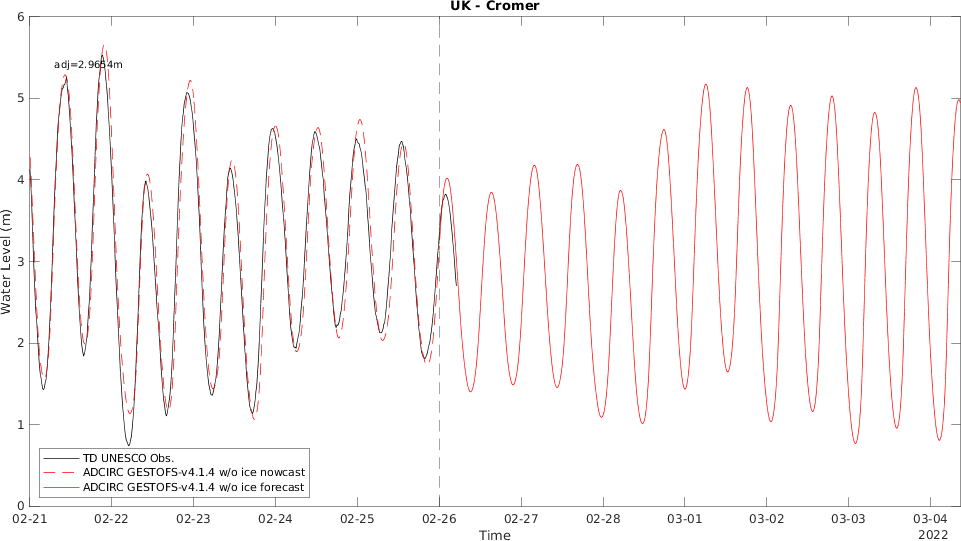 UK - Cromer
6
adj=2.9654m
5
4
3
2
1
0
Water Level (m)
TD UNESCO Obs.
ADCIRC GESTOFS-v4.1.4 w/o ice nowcast
ADCIRC GESTOFS-v4.1.4 w/o ice forecast
02-21 02-22 02-23 02-24 02-25 02-26 02-27 02-28 03-01 03-02 03-03 03-04
Time
2022